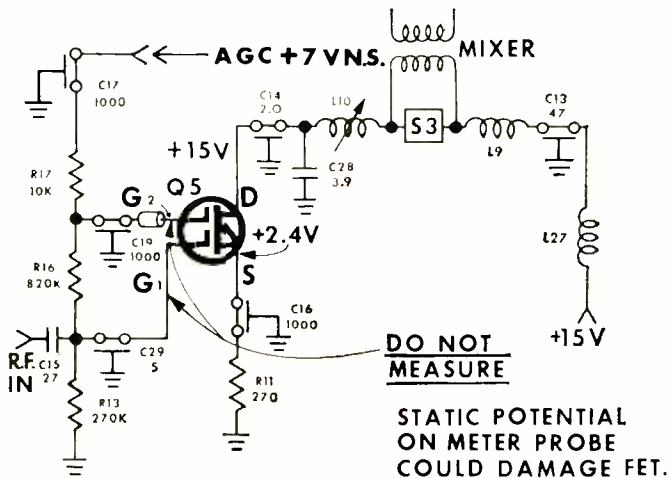 AGC +7 V N.S.
MIXER
C17
1000
C14
2.0
L10
S3
L9
C13
47
+15V
C28
3.9
R17
10K
G2
Q5
D
C19
1000
+2.4V
L27
R16
820K
G1
S
C16
1000
+15V
R.F.
IN
C15
27
C29
5
DO NOT
MEASURE
R11
270
R13
270K
STATIC POTENTIAL
ON METER PROBE
COULD DAMAGE FET.